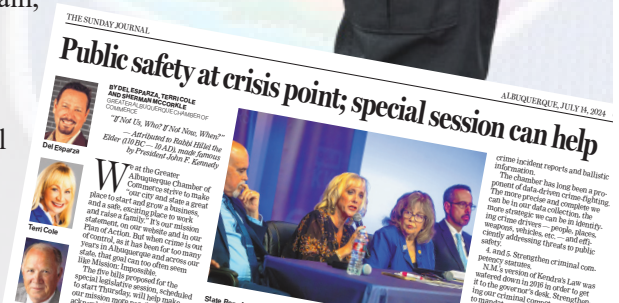 THE SUNDAY JOURNAL
ALBUQUERQUE, JULY 14, 2024
Public safety at crisis point; special session can help
Del Esparza
Terri Cole
BY DEL ESPARZA, TERRI COLE
AND SHERMAN MCCORKLE
GREATER ALBUQUERQUE CHAMBER OF
COMMERCE
"If Not Us, Who? If Not Now, When?"
— Attributed to Rabbi Hillel the
Elder (110 BC — 10 AD), made famous
by President John F. Kennedy
We at the Greater
Albuquerque Chamber of
Commerce strive to make
"our city and state a great
place to start and grow a business,
and a safe, exciting place to work
and raise a family." It's our mission
statement, on our website and in our
Plan of Action. But when crime is out
of control, as it has been for too many
years in Albuquerque and across our
state, that goal can too often seem
like Mission: Impossible.
The five bills proposed for the
special legislative session, scheduled
to start Thursday, will help make
our mission more
State
crime incident reports and ballistic
information.
The chamber has long been a pro-
ponent of data-driven crime-fighting.
The more precise and complete we
can be in our data collection, the
more strategic we can be in identify-
ing crime drivers — people, places,
weapons, vehicles, etc. — and effi-
ciently addressing threats to public
safety.
4. and 5. Strengthen criminal com-
petency statutes.
N.M.'s version of Kendra's Law was
watered down in 2016 in order to get
it to the governor's desk. Strengthen-
ing our criminal